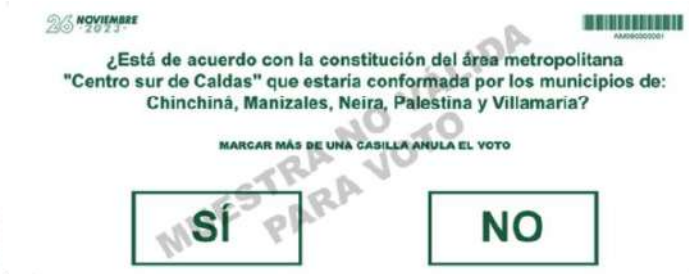 26 NOVIEMBRE
·2023·
AM090000001
¿Está de acuerdo con la constitución del área metropolitana
"Centro sur de Caldas" que estaría conformada por los municipios de:
Chinchiná, Manizales, Neira, Palestina y Villamaría?
MARCAR MÁS DE UNA CASILLA ANULA EL VOTO
MUESTRA NO VÁLIDA
PARA VOTO
SÍ
NO